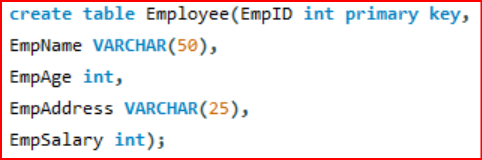 create table Employee(EmpID int primary key,
EmpName VARCHAR(50),
EmpAge int,
EmpAddress VARCHAR(25),
EmpSalary int);